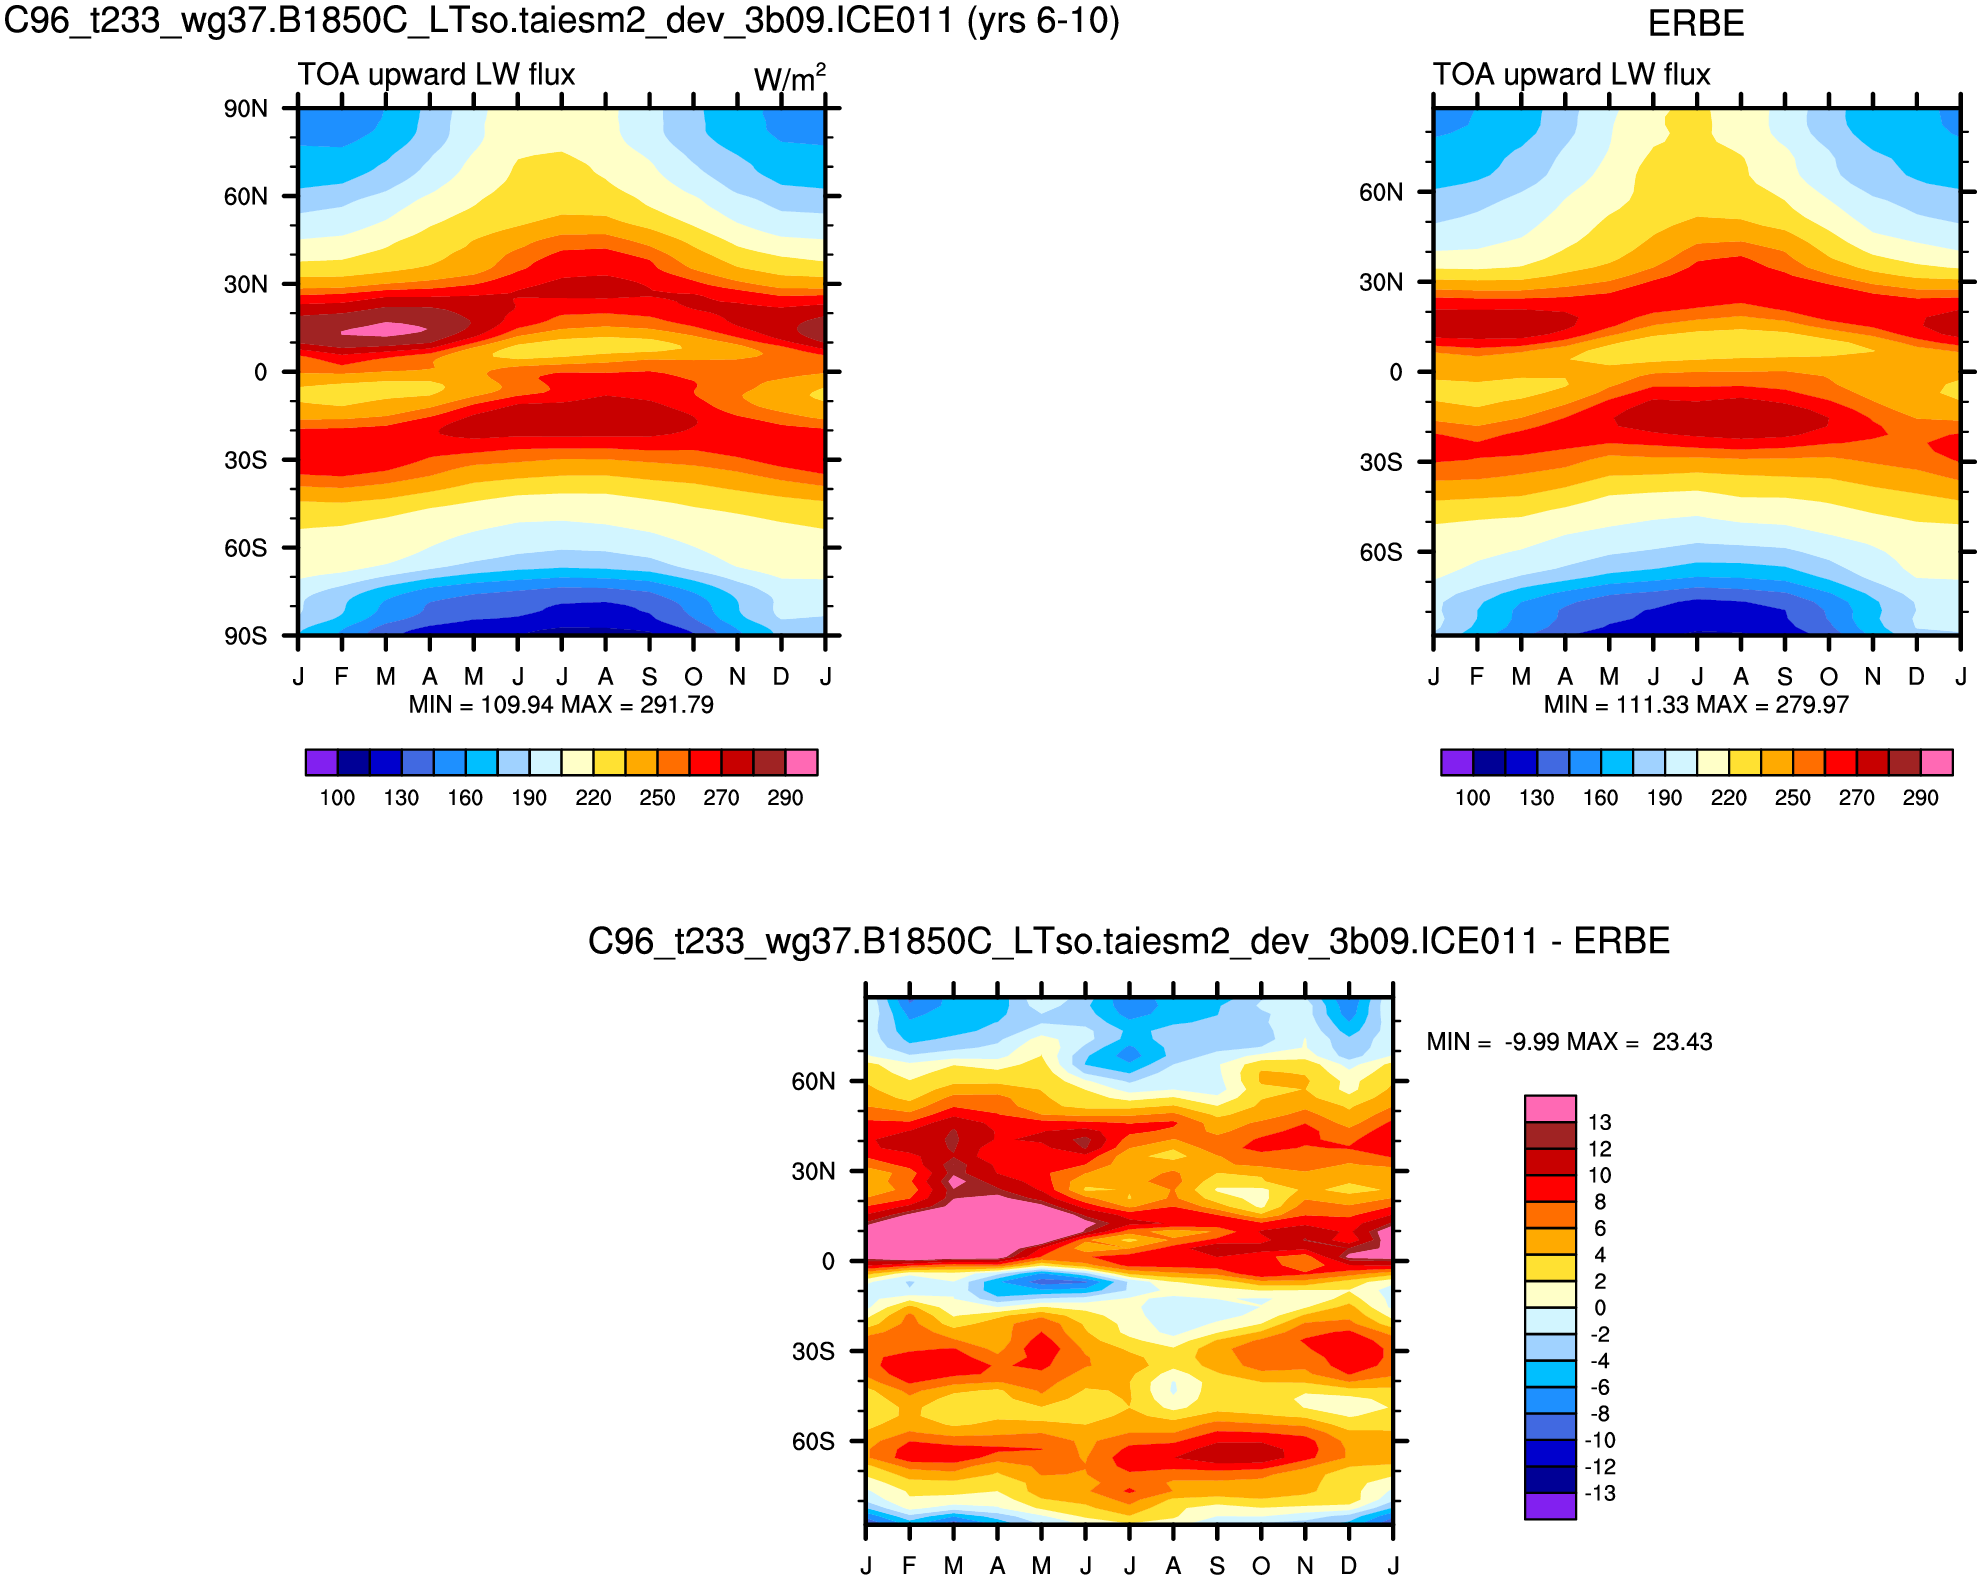 C96_t233_wg37.B1850C_LTso.taiesm2_dev_3b09.ICE011 (yrs 6-10)
TOA upward LW flux W/m2
90N
60N
30N
0
30S
60S
90S
J F M A M J J A S O N D J
MIN = 109.94 MAX = 291.79
100 130 160 190 220 250 270 290
ERBE
TOA upward LW flux
60N
30N
0
30S
60S
J F M A M J J A S O N D J
MIN = 111.33 MAX = 279.97
100 130 160 190 220 250 270 290
C96_t233_wg37.B1850C_LTso.taiesm2_dev_3b09.ICE011 - ERBE
60N
30N
0
30S
60S
J F M A M J J A S O N D J
MIN = -9.99 MAX = 23.43
13
12
10
8
6
4
2
0
-2
-4
-6
-8
-10
-12
-13